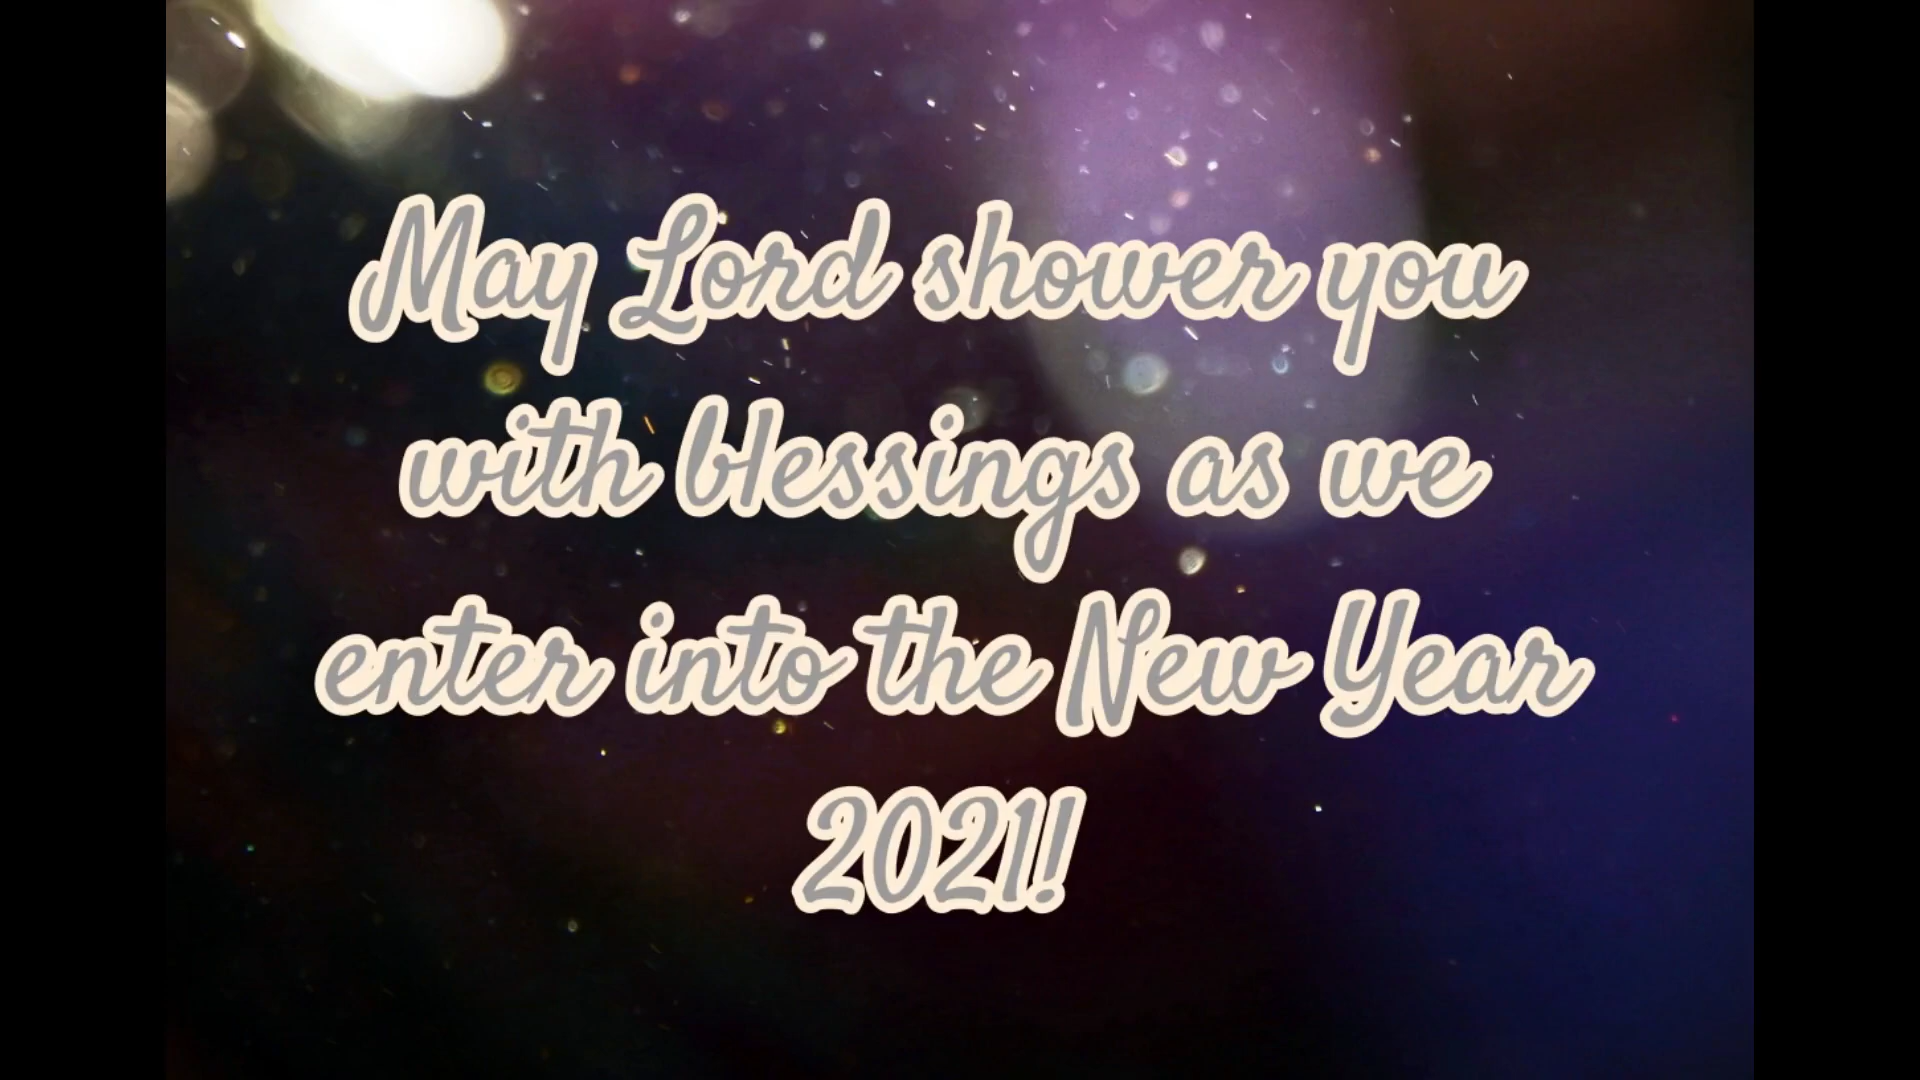 May Lord shower you
with blessings as we
enter into the New Year
2021!